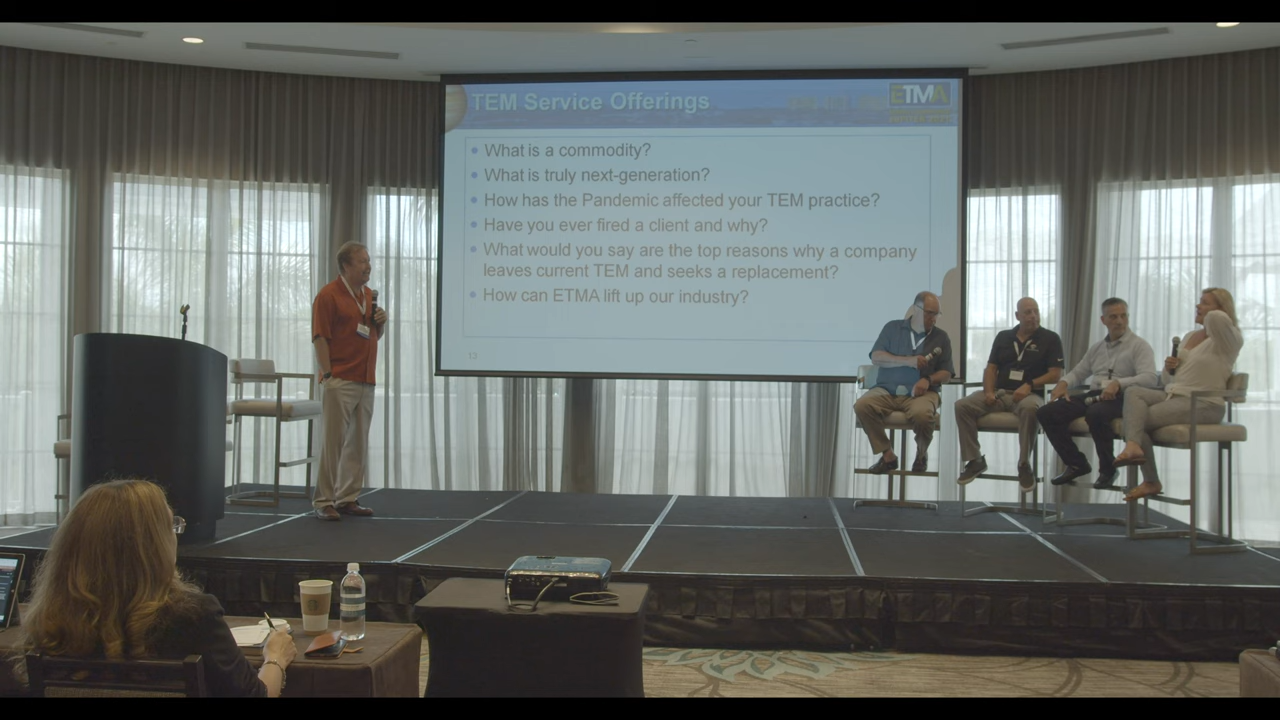 TEM Service Offerings
ETMA
What is a commodity?
What is truly next-generation?
How has the Pandemic affected your TEM practice?
Have you ever fired a client and why?
What would you say are the top reasons why a company
leaves current TEM and seeks a replacement?
How can ETMA lift up our industry?